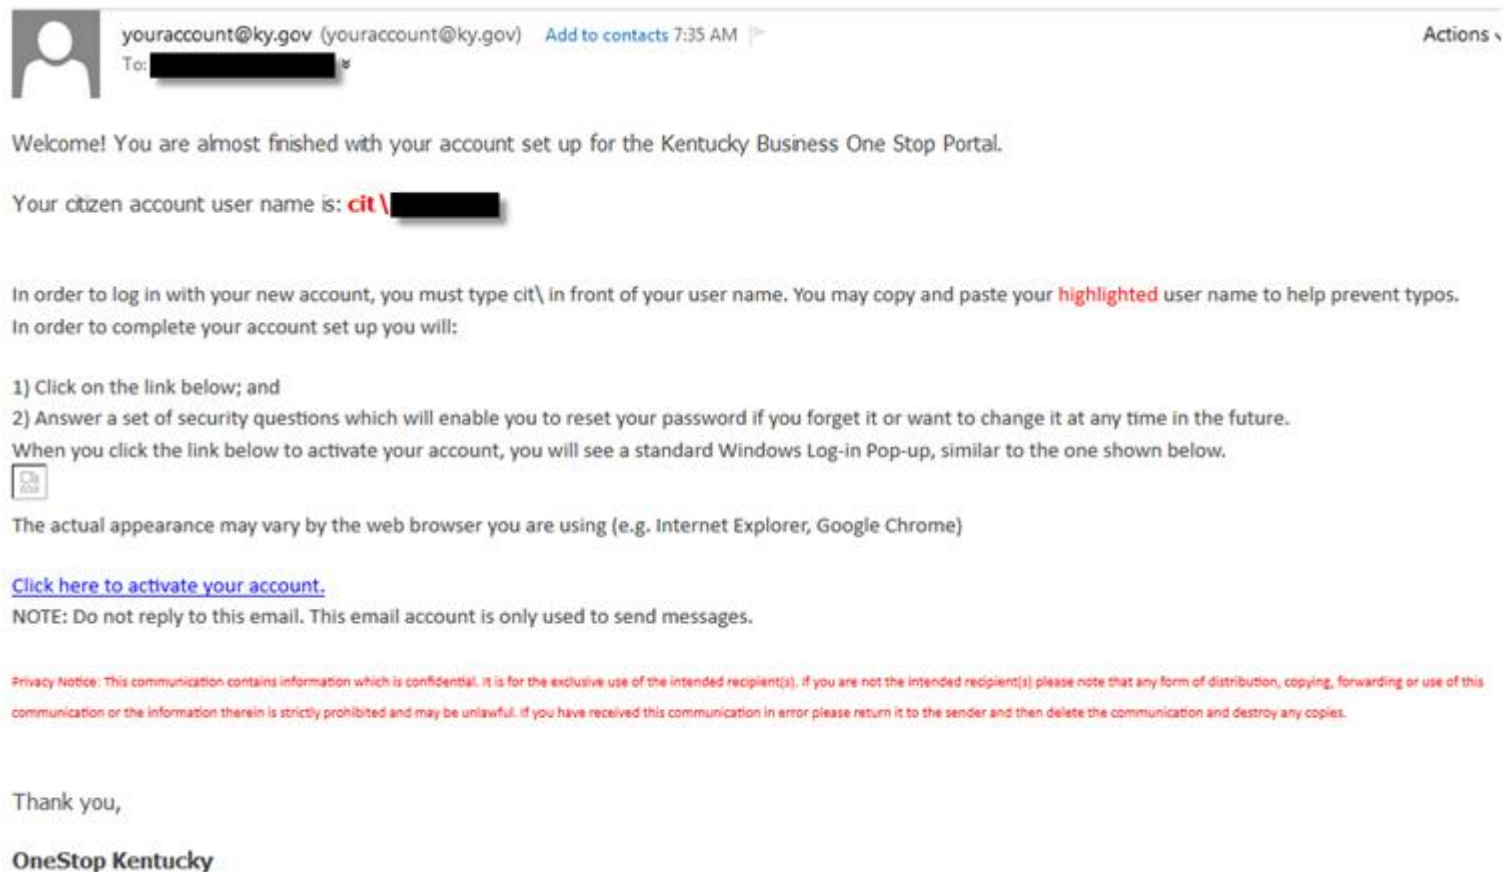 youraccount@ky.gov (youraccount@ky.gov) Add to contacts 7:35 AM Actions
To:
Welcome! You are almost finished with your account set up for the Kentucky Business One Stop Portal.
Your citizen account user name is: cit\
In order to log in with your new account, you must type cit\ in front of your user name. You may copy and paste your highlighted user name to help prevent typos.
In order to complete your account set up you will:
1) Click on the link below; and
2) Answer a set of security questions which will enable you to reset your password if you forget it or want to change it at any time in the future.
When you click the link below to activate your account, you will see a standard Windows Log-in Pop-up, similar to the one shown below.
The actual appearance may vary by the web browser you are using (e.g. Internet Explorer, Google Chrome)
Click here to activate your account.
NOTE: Do not reply to this email. This email account is only used to send messages.
Privacy Notice: This communication contains information which is confidential. It is for the exclusive use of the intended recipient(s). If you are not the intended recipient(s) please note that any form of distribution, copying, forwarding or use of this
communication or the information therein is strictly prohibited and may be unlawful. If you have received this communication in error please return it to the sender and then delete the communication and destroy any copies.
Thank you,
OneStop Kentucky